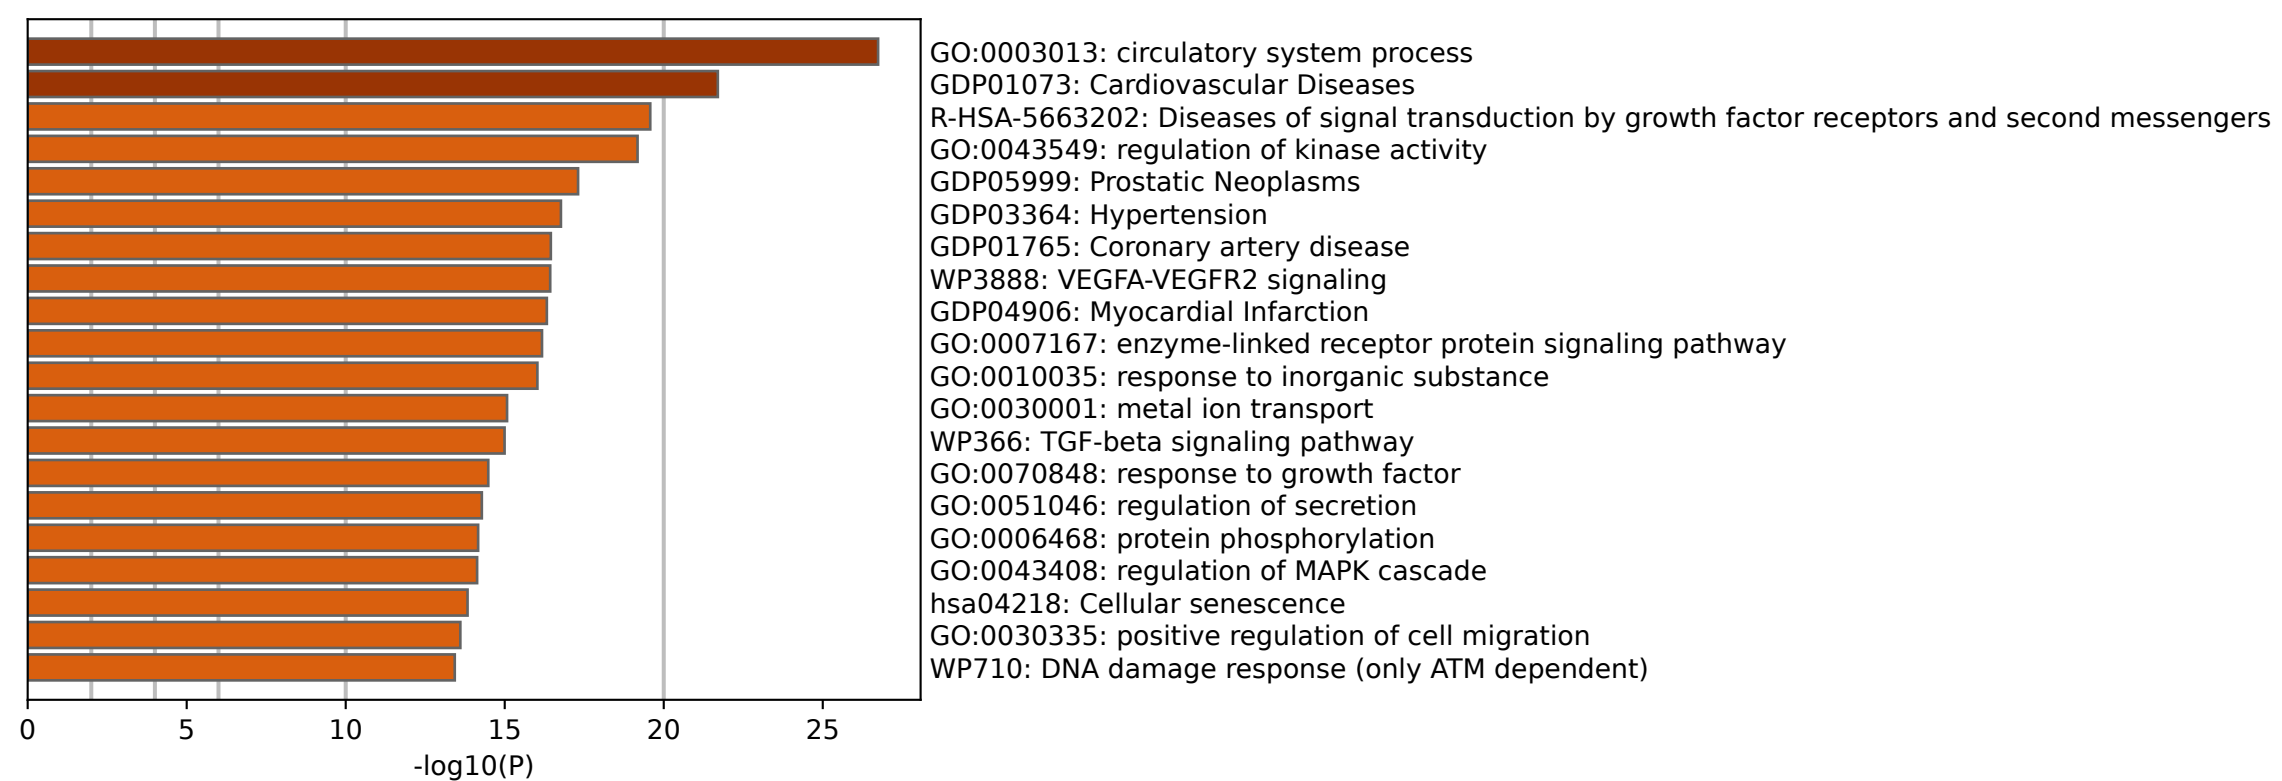 GO:0003013: circulatory system process
GDP01073: Cardiovascular Diseases
R-HSA-5663202: Diseases of signal transduction by growth factor receptors and second messengers
GO:0043549: regulation of kinase activity
GDP05999: Prostatic Neoplasms
GDP03364: Hypertension
GDP01765: Coronary artery disease
WP3888: VEGFA-VEGFR2 signaling
GDP04906: Myocardial Infarction
GO:0007167: enzyme-linked receptor protein signaling pathway
GO:0010035: response to inorganic substance
GO:0030001: metal ion transport
WP366: TGF-beta signaling pathway
GO:0070848: response to growth factor
GO:0051046: regulation of secretion
GO:0006468: protein phosphorylation
GO:0043408: regulation of MAPK cascade
hsa04218: Cellular senescence
GO:0030335: positive regulation of cell migration
WP710: DNA damage response (only ATM dependent)
0 5 10 15 20 25
-log10(P)